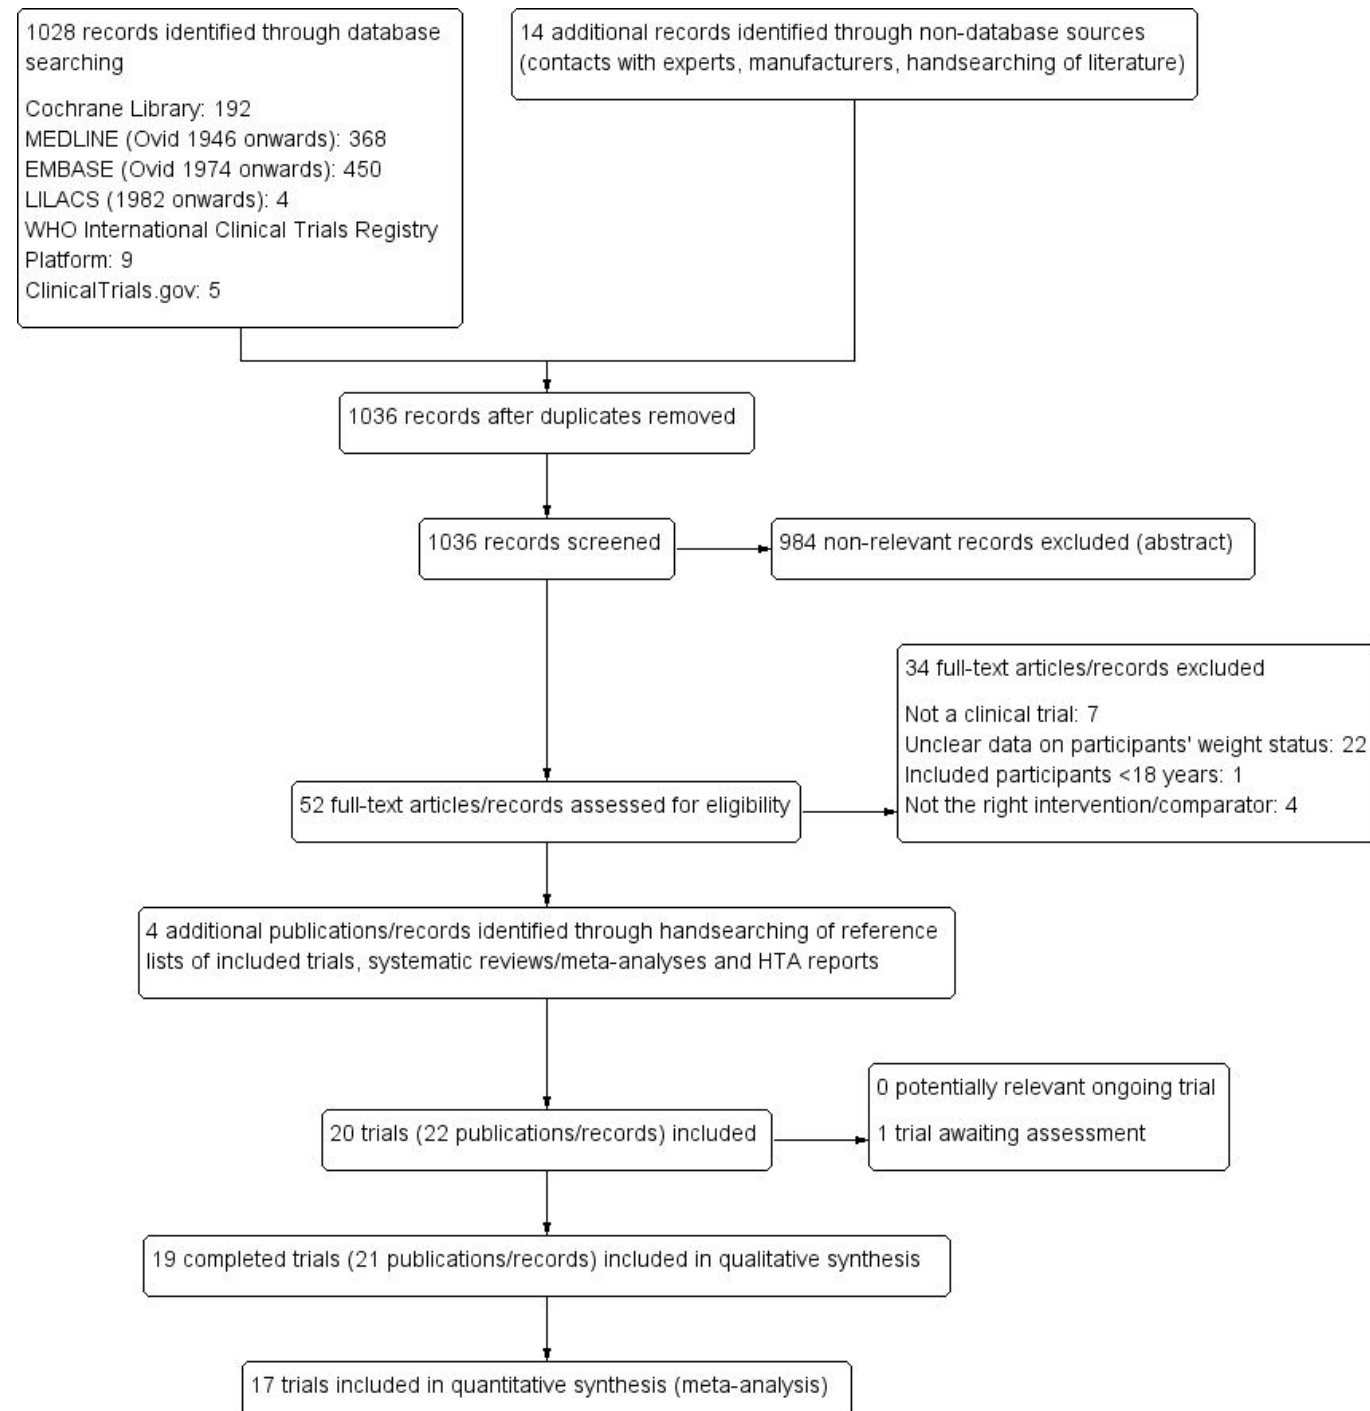 1028 records identified through database
searching
Cochrane Library: 192
MEDLINE (Ovid 1946 onwards): 368
EMBASE (Ovid 1974 onwards): 450
LILACS (1982 onwards): 4
WHO International Clinical Trials Registry
Platform: 9
ClinicalTrials.gov: 5
14 additional records identified through non-database sources
(contacts with experts, manufacturers, handsearching of literature)
1036 records after duplicates removed
1036 records screened
984 non-relevant records excluded (abstract)
34 full-text articles/records excluded
Not a clinical trial: 7
Unclear data on participants' weight status: 22
Included participants <18 years: 1
Not the right intervention/comparator: 4
52 full-text articles/records assessed for eligibility
4 additional publications/records identified through handsearching of reference
lists of included trials, systematic reviews/meta-analyses and HTA reports
0 potentially relevant ongoing trial
1 trial awaiting assessment
20 trials (22 publications/records) included
19 completed trials (21 publications/records) included in qualitative synthesis
17 trials included in quantitative synthesis (meta-analysis)